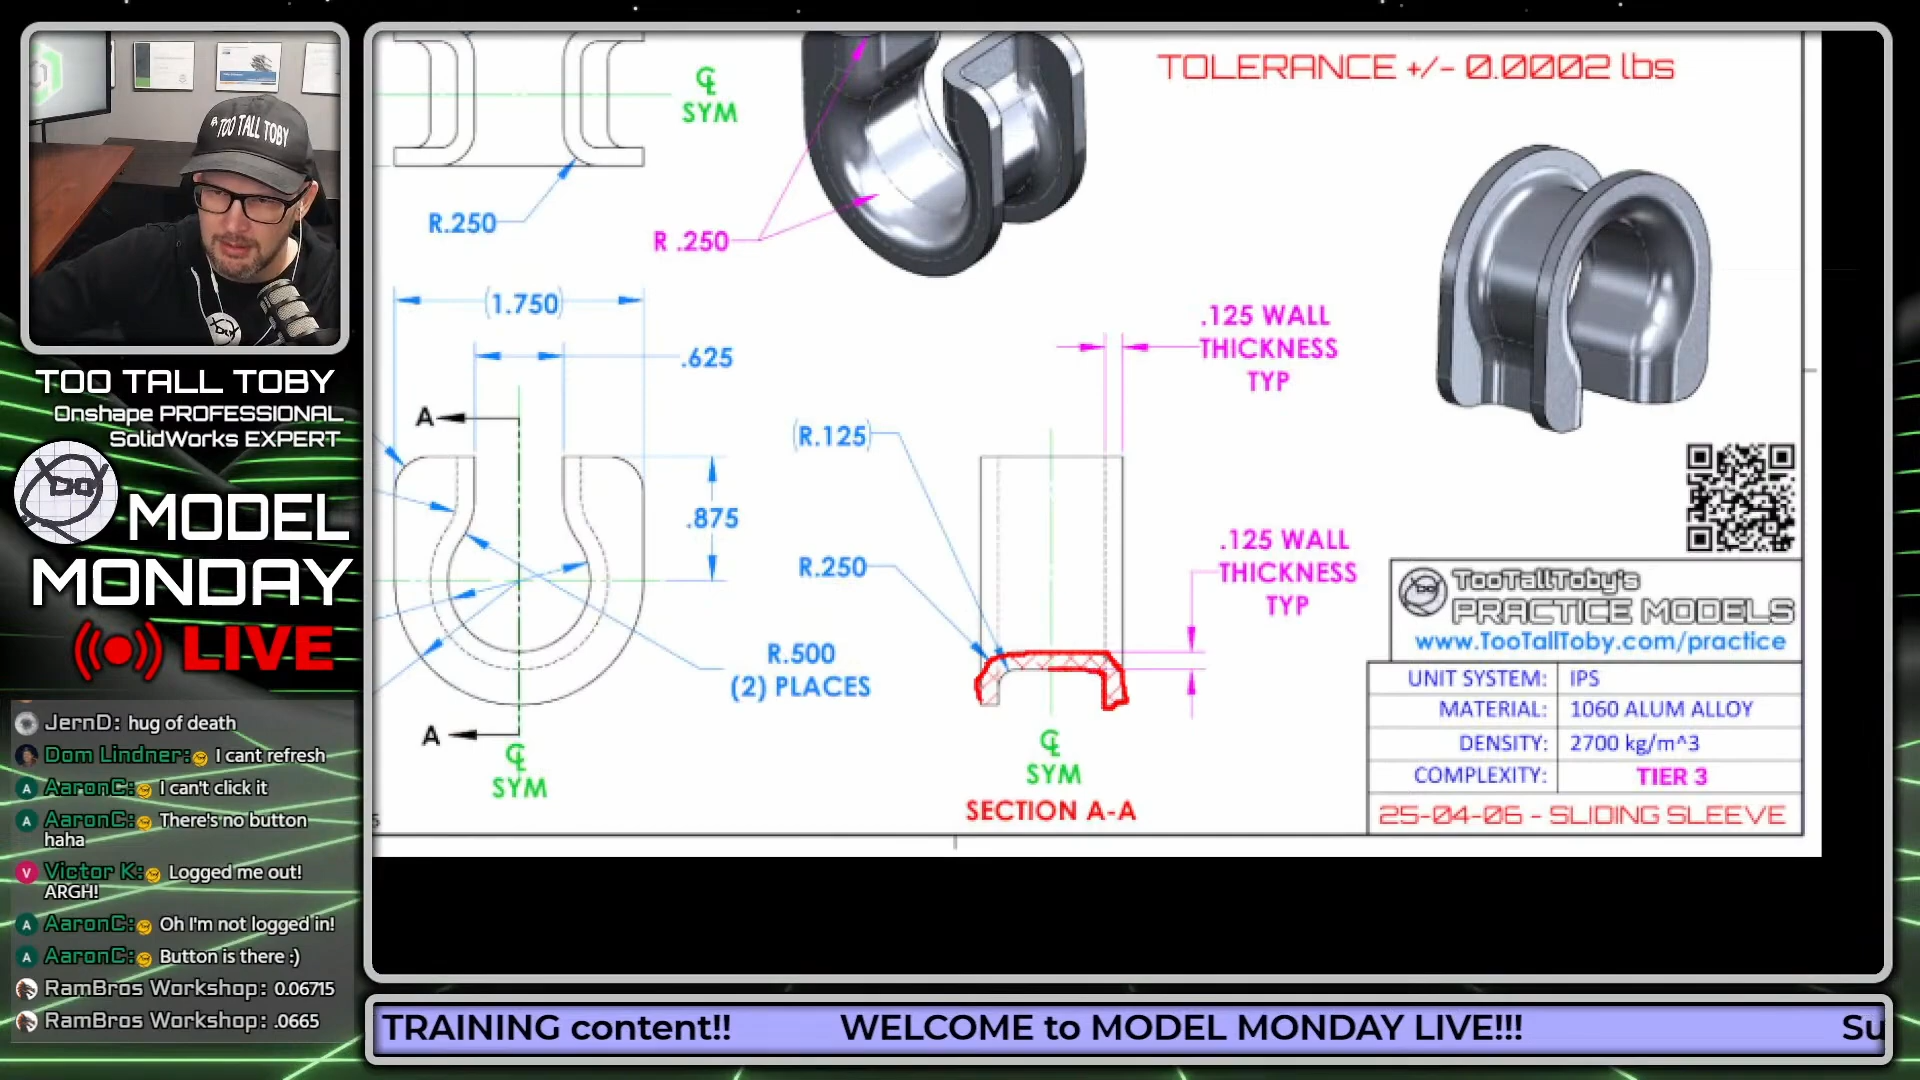 TOO TALL TOBY
TOO TALL TOBY
Onshape PROFESSIONAL
SolidWorks EXPERT
MODEL
MONDAY
LIVE
JernD: hug of death
Dom Lindner: I cant refresh
AaronC: I can't click it
AaronC: There's no button
haha
Victor K: Logged me out!
ARGH!
AaronC: Oh I'm not logged in!
AaronC: Button is there :)
RamBros Workshop: 0.06715
RamBros Workshop: .0665
TOLERANCE +/- 0.0002 lbs
℄
SYM
R.250
R .250
(1.750)
.625
.125 WALL
THICKNESS
TYP
A
(R.125)
.875
R.250
.125 WALL
THICKNESS
TYP
R.500
(2) PLACES
A
℄
SYM
℄
SYM
SECTION A-A
TooTallToby's
PRACTICE MODELS
www.TooTallToby.com/practice
UNIT SYSTEM: IPS
MATERIAL: 1060 ALUM ALLOY
DENSITY: 2700 kg/m^3
COMPLEXITY: TIER 3
25-04-06 - SLIDING SLEEVE
TRAINING content!! WELCOME to MODEL MONDAY LIVE!!! Su